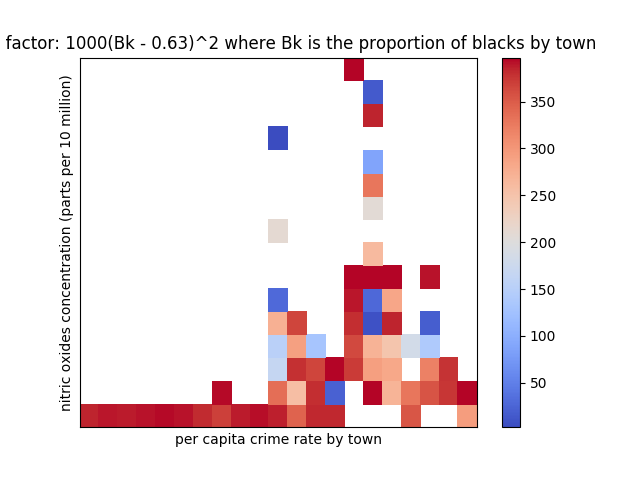 factor: 1000(Bk - 0.63)^2 where Bk is the proportion of blacks by town
nitric oxides concentration (parts per 10 million)
per capita crime rate by town
350
300
250
200
150
100
50